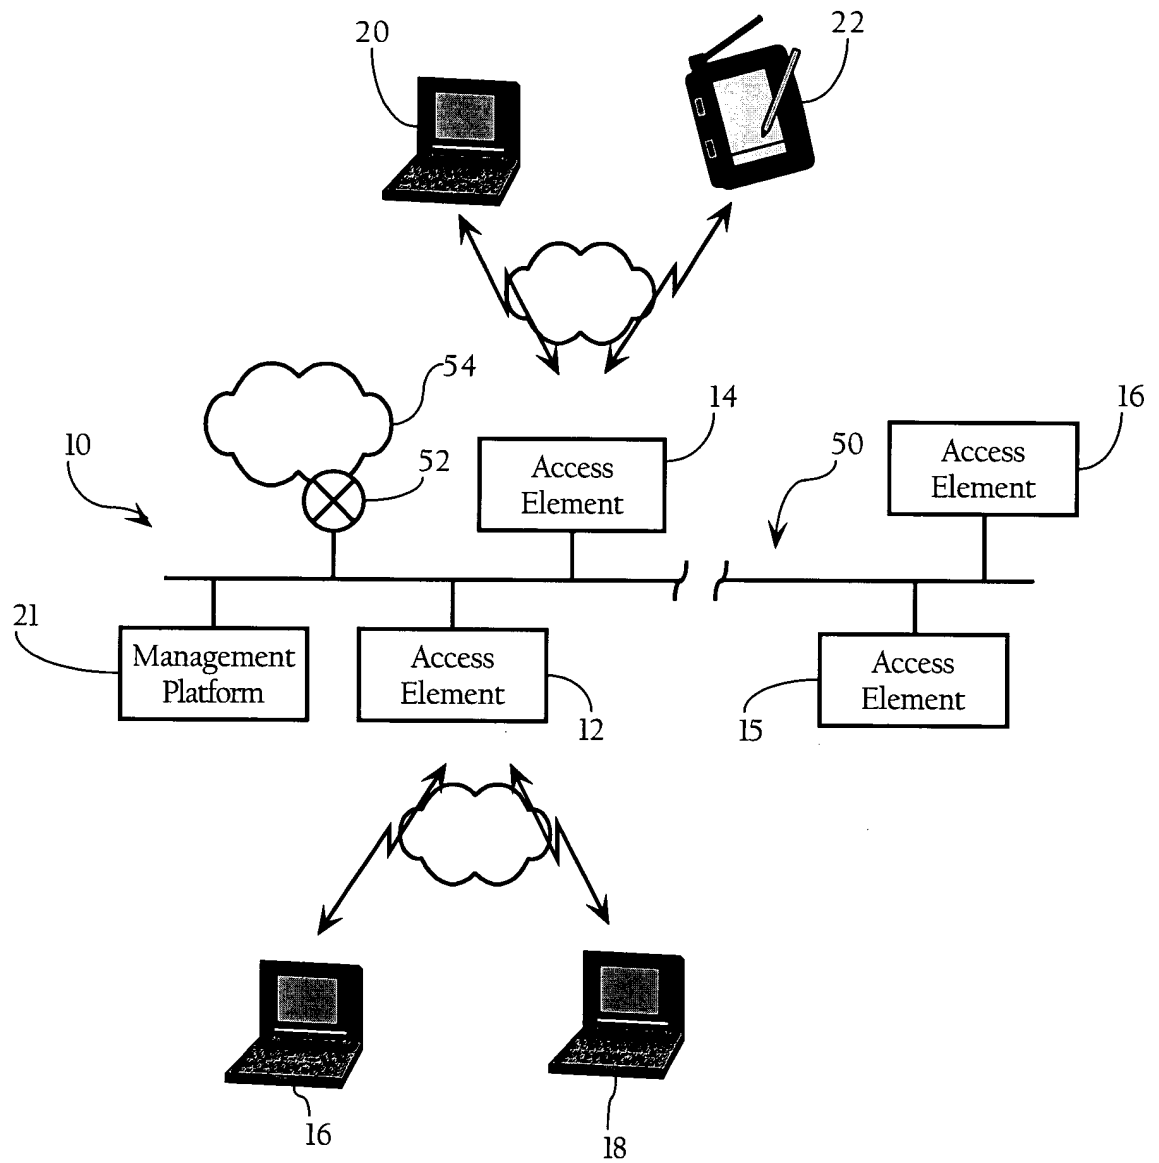 20
22
54
14
16
10
52
50
Access
Element
Access
Element
21
Management
Platform
Access
Element
Access
Element
12
15
16
18